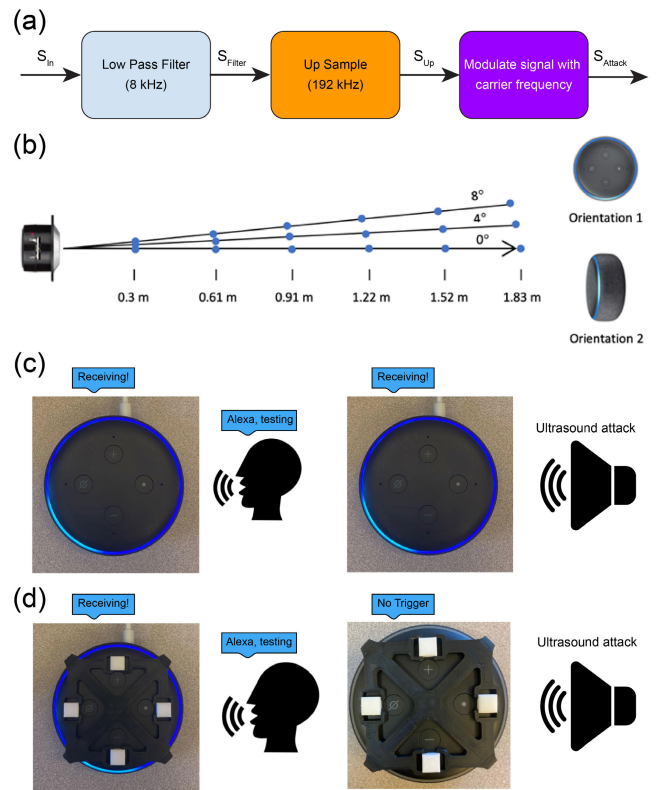 (a)
S_In
Low Pass Filter
(8 kHz)
S_Filter
Up Sample
(192 kHz)
S_Up
Modulate signal with
carrier frequency
S_Attack
(b)
8°
4°
0°
0.3 m
0.61 m
0.91 m
1.22 m
1.52 m
1.83 m
Orientation 1
Orientation 2
(c)
Receiving!
Alexa, testing
Receiving!
Ultrasound attack
(d)
Receiving!
Alexa, testing
No Trigger
Ultrasound attack